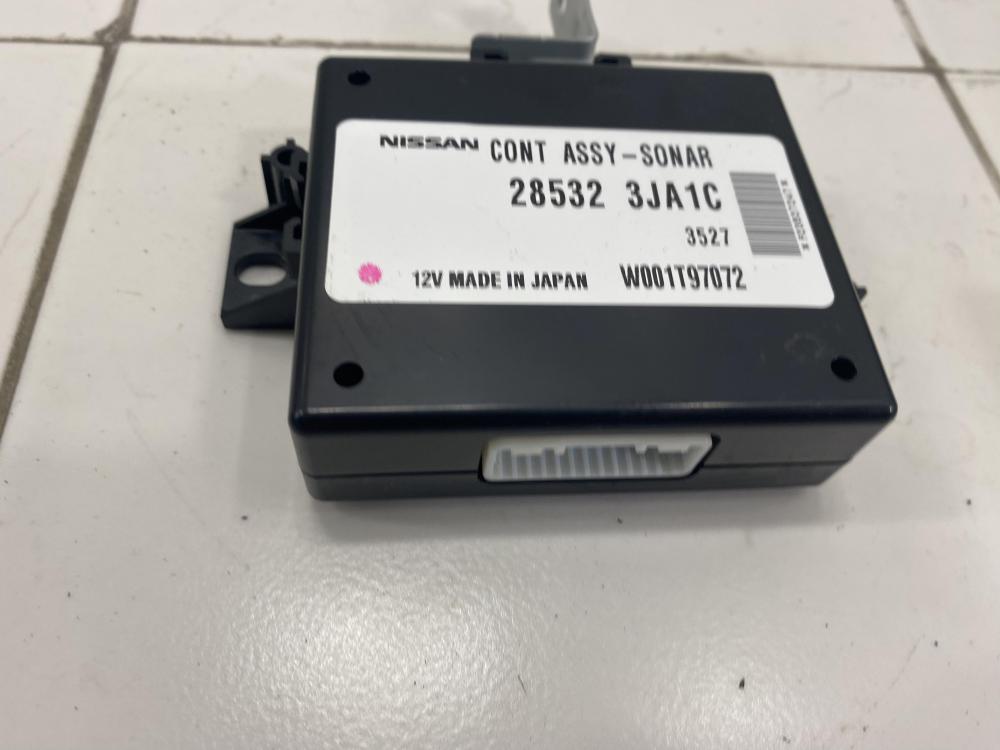 NISSAN CONT ASSY-SONAR
28532 3JA1C
3527
12V MADE IN JAPAN W001T97072